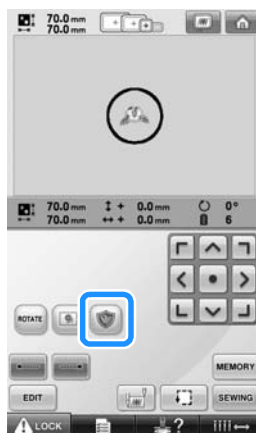 70.0 mm
70.0 mm
70.0 mm + 0.0 mm 0°
70.0 mm + 0.0 mm 6
ROTATE
MEMORY
EDIT SEWING
LOCK ?